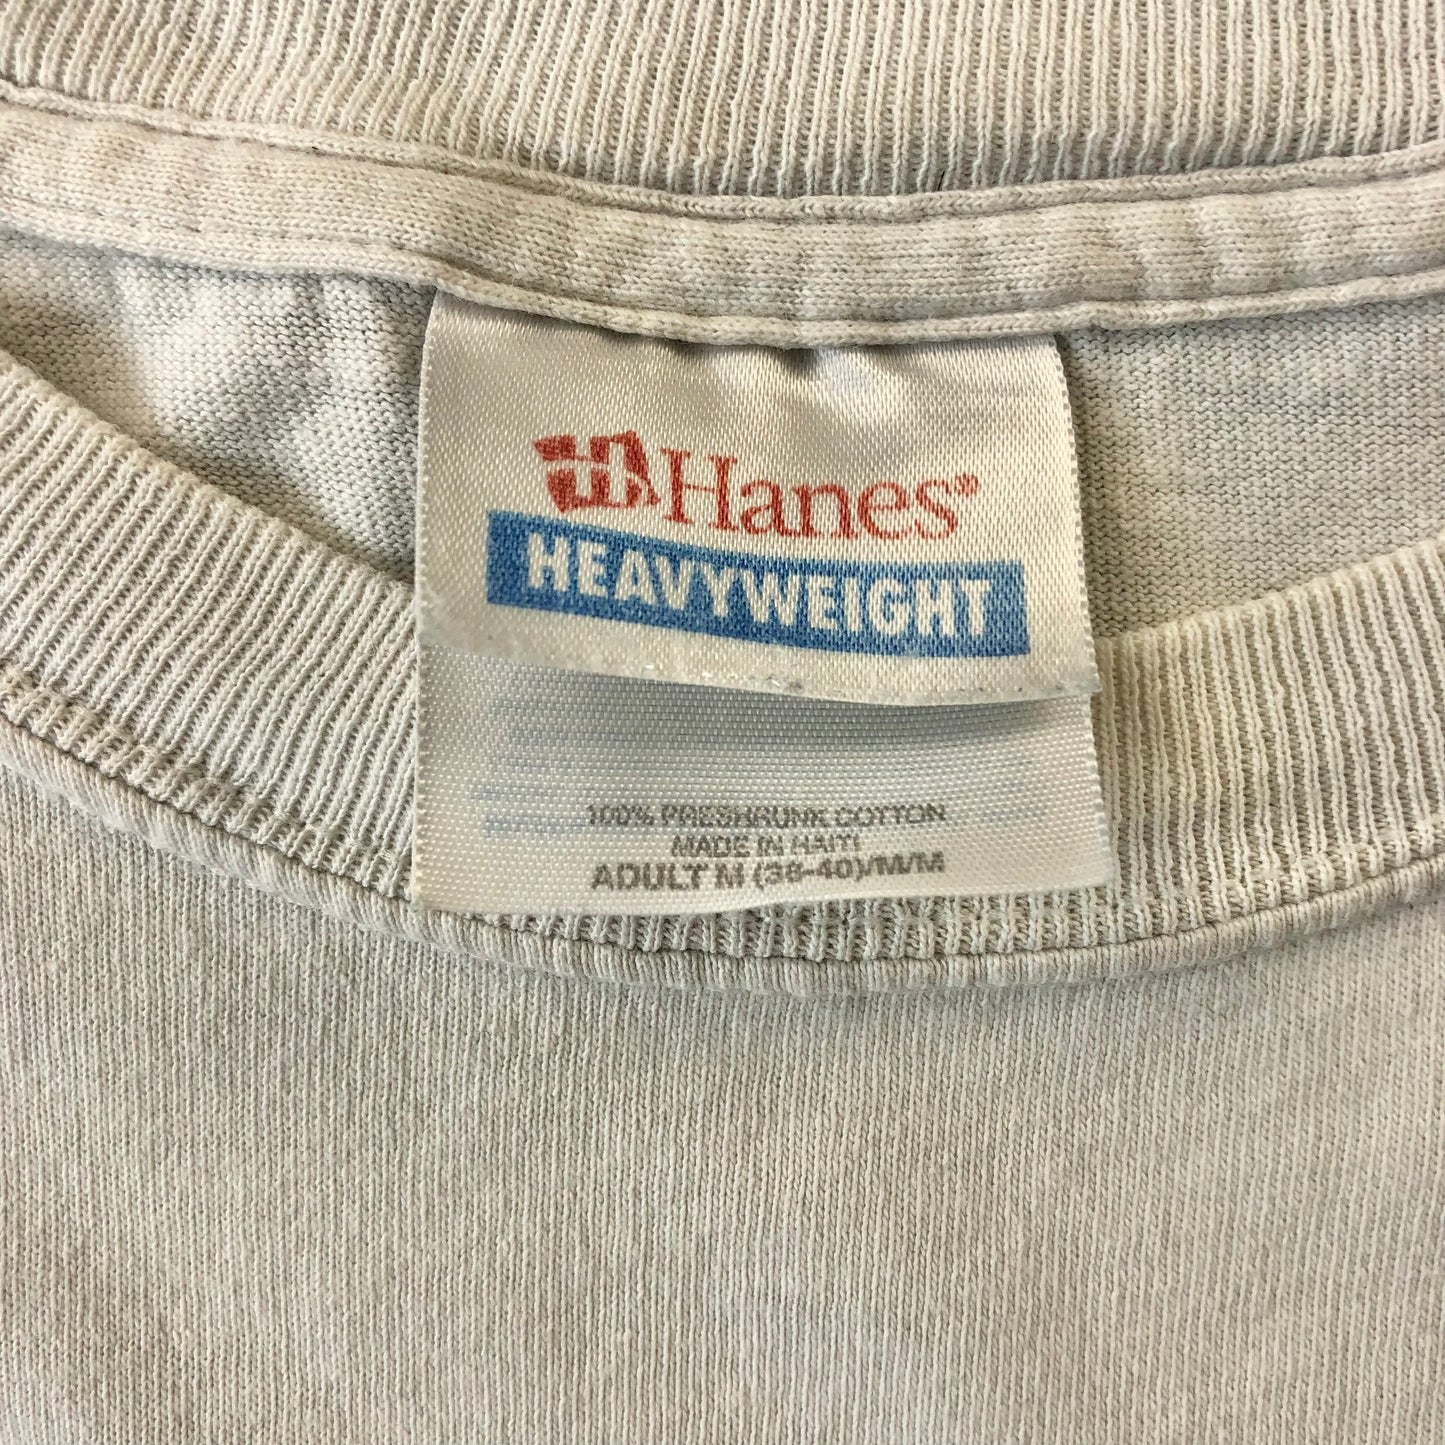 H Hanes®
HEAVYWEIGHT
100% PRESHRUNK COTTON
MADE IN HAITI
ADULT M (38-40)/M/M